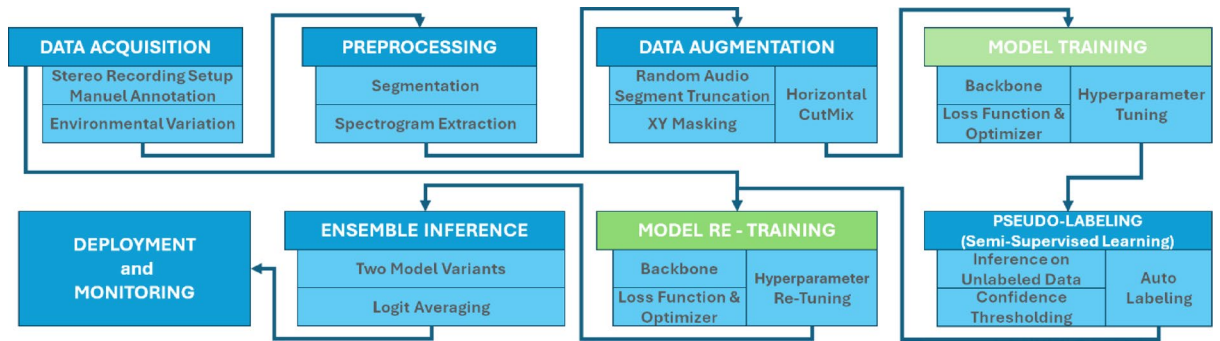 DATA ACQUISITION
Stereo Recording Setup
Manuel Annotation
Environmental Variation
PREPROCESSING
Segmentation
Spectrogram Extraction
DATA AUGMENTATION
Random Audio
Segment Truncation
XY Masking
Horizontal
CutMix
MODEL TRAINING
Backbone
Loss Function &
Optimizer
Hyperparameter
Tuning
DEPLOYMENT
and
MONITORING
ENSEMBLE INFERENCE
Two Model Variants
Logit Averaging
MODEL RE - TRAINING
Backbone
Loss Function &
Optimizer
Hyperparameter
Re-Tuning
PSEUDO-LABELING
(Semi-Supervised Learning)
Inference on
Unlabeled Data
Confidence
Thresholding
Auto
Labeling